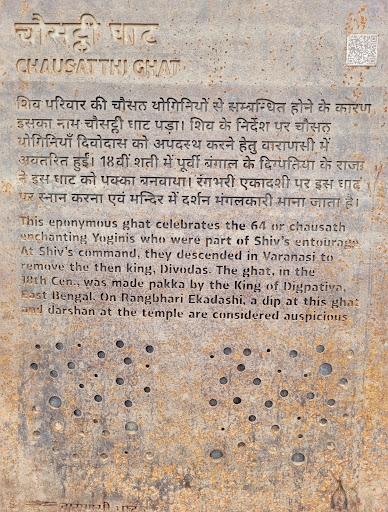 चौसट्टी घाट
CHAUSATTHI GHAT
शिव परिवार की चौसठ योगिनियों से सम्बन्धित होने के कारण
इसका नाम चौसट्टी घाट पड़ा। शिव के निर्देश पर चौसठ
योगिनियाँ दिवोदास को अपदस्थ करने हेतु वाराणसी में
अवतरित हुईं। 18वीं शती में पूर्वी बंगाल के दिग्पतिया के राजा
ने इस घाट को पक्का बनवाया। रंगभरी एकादशी पर इस घाट
पर स्नान करना एवं मन्दिर में दर्शन मंगलकारी माना जाता है।
This eponymous ghat celebrates the 64 or chausath
enchanting Yoginis who were part of Shiv's entourage.
At Shiv's command, they descended in Varanasi to
remove the then king, Divodas. The ghat, in the
18th Cen., was made pakka by the King of Digpatiya,
East Bengal. On Rangbhari Ekadashi, a dip at this ghat
and darshan at the temple are considered auspicious